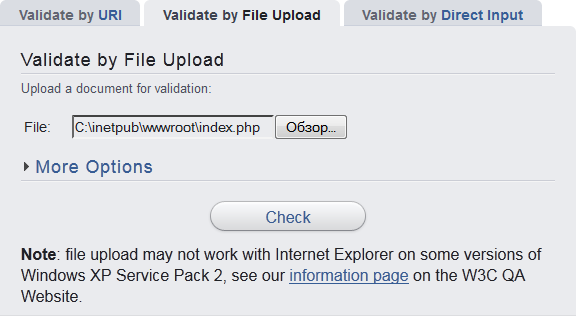 Validate by URI Validate by File Upload Validate by Direct Input
Validate by File Upload
Upload a document for validation:
File: C:\inetpub\wwwroot\index.php Обзор...
More Options
Check
Note: file upload may not work with Internet Explorer on some versions of
Windows XP Service Pack 2, see our information page on the W3C QA
Website.